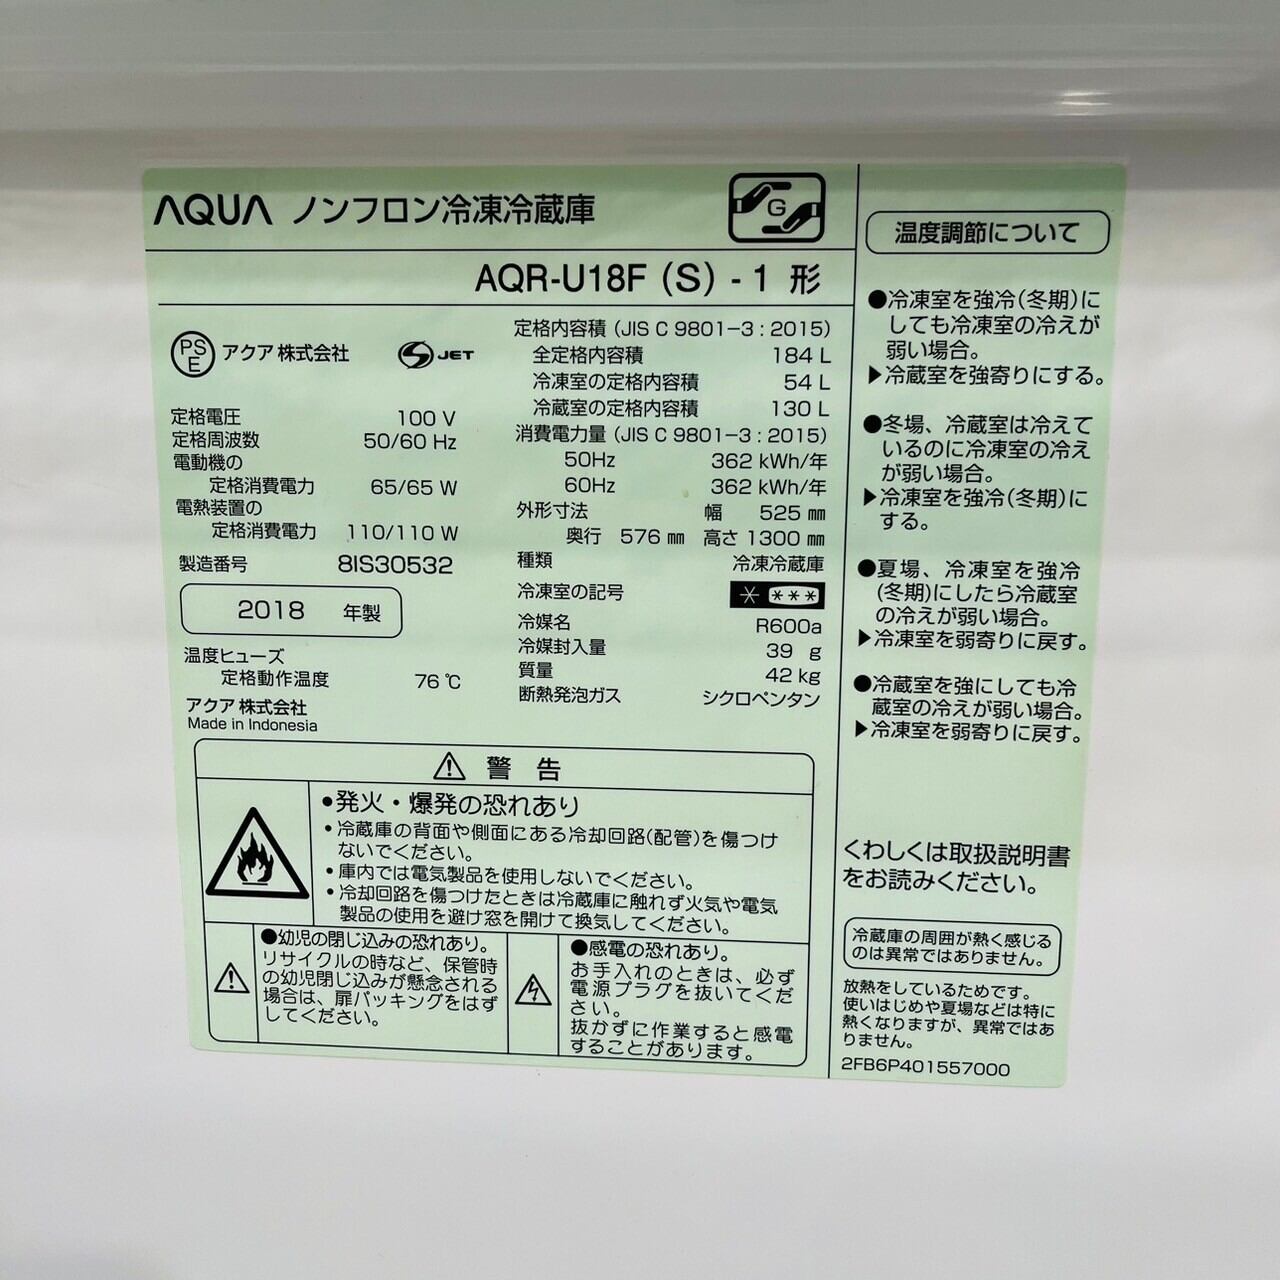 AQUA ノンフロン冷凍冷蔵庫
G
AQR-U18F (S) - 1 形
PS
E
アクア株式会社
S JET
定格電圧 100 V
定格周波数 50/60 Hz
電動機の
定格消費電力 65/65 W
電熱装置の
定格消費電力 110/110 W
製造番号 8IS30532
2018 年製
温度ヒューズ
定格動作温度 76 ℃
アクア株式会社
Made in Indonesia
定格内容積 (JIS C 9801-3 : 2015)
全定格内容積 184 L
冷凍室の定格内容積 54 L
冷蔵室の定格内容積 130 L
消費電力量 (JIS C 9801-3 : 2015)
50Hz 362 kWh/年
60Hz 362 kWh/年
外形寸法 幅 525 ㎜
奥行 576 ㎜ 高さ 1300 ㎜
種類 冷凍冷蔵庫
冷凍室の記号 * ***
冷媒名 R600a
冷媒封入量 39 g
質量 42 kg
断熱発泡ガス シクロペンタン
⚠ 警 告
•発火・爆発の恐れあり
•冷蔵庫の背面や側面にある冷却回路(配管)を傷つけ
ないでください。
•庫内では電気製品を使用しないでください。
•冷却回路を傷つけたときは冷蔵庫に触れず火気や電気
製品の使用を避け窓を開けて換気してください。
●幼児の閉じ込みの恐れあり。
リサイクルの時など、保管時
の幼児閉じ込みが懸念される
場合は、扉パッキングをはず
してください。
●感電の恐れあり。
お手入れのときは、必ず
電源プラグを抜いてくだ
さい。
抜かずに作業すると感電
することがあります。
温度調節について
●冷凍室を強冷(冬期)に
しても冷凍室の冷えが
弱い場合。
▶冷蔵室を強寄りにする。
●冬場、冷蔵室は冷えて
いるのに冷凍室の冷え
が弱い場合。
▶冷凍室を強冷(冬期)に
する。
●夏場、冷凍室を強冷
(冬期)にしたら冷蔵室
の冷えが弱い場合。
▶冷凍室を弱寄りに戻す。
●冷蔵室を強にしても冷
蔵室の冷えが弱い場合。
▶冷凍室を弱寄りに戻す。
くわしくは取扱説明書
をお読みください。
冷蔵庫の周囲が熱く感じる
のは異常ではありません。
放熱をしているためです。
使いはじめや夏場などは特に
熱くなりますが、異常ではあ
りません。
2FB6P401557000